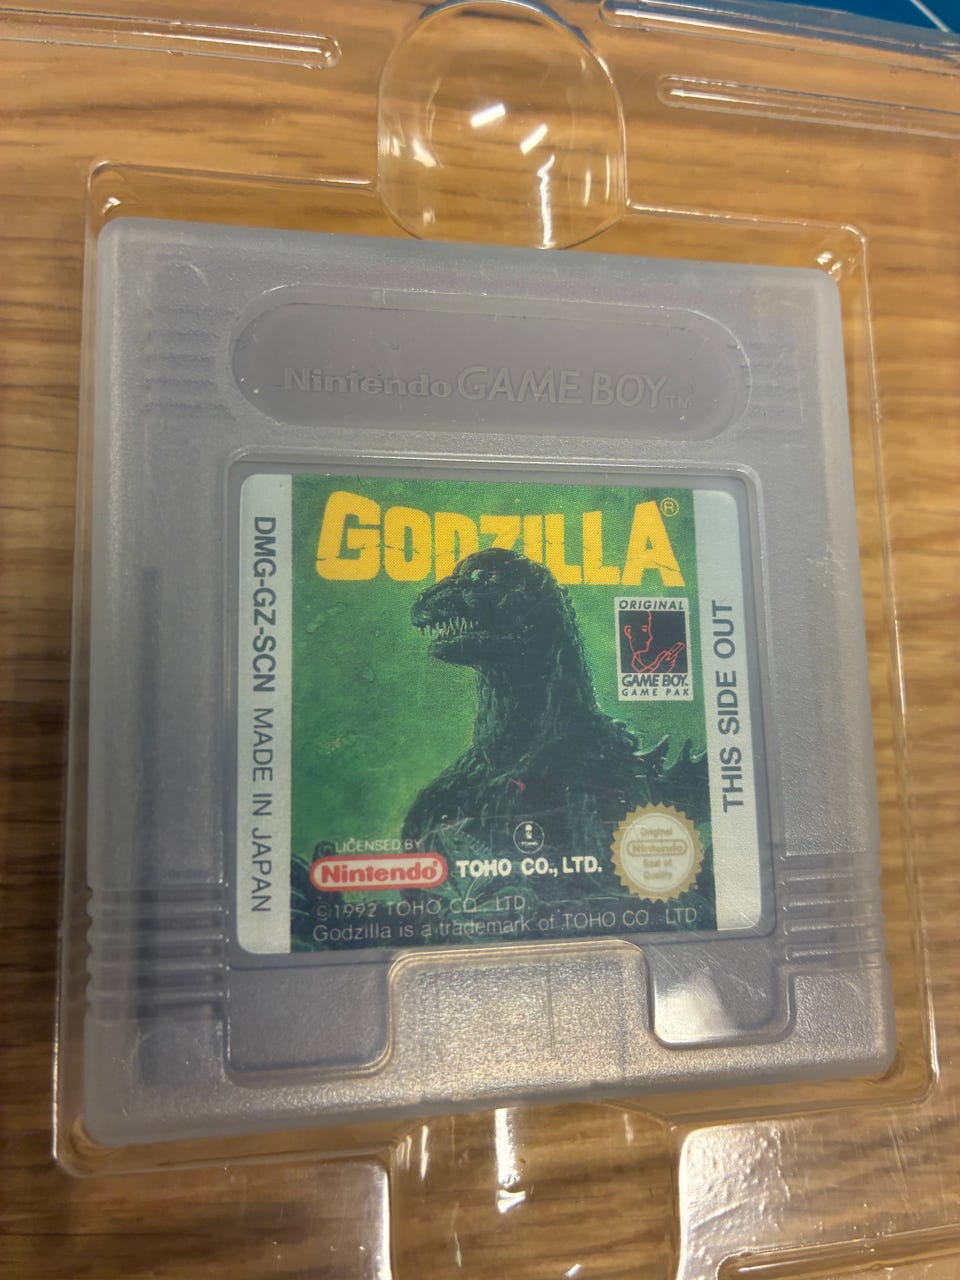 Nintendo GAME BOY TM
GODZILLA ®
DMG-GZ-SCN MADE IN JAPAN
ORIGINAL
GAME BOY
GAME PAK
THIS SIDE OUT
LICENSED BY
Nintendo®
TOHO
TOHO CO., LTD.
Original
Nintendo
Seal of
Quality
©1992 TOHO CO., LTD.
Godzilla is a trademark of TOHO CO. LTD